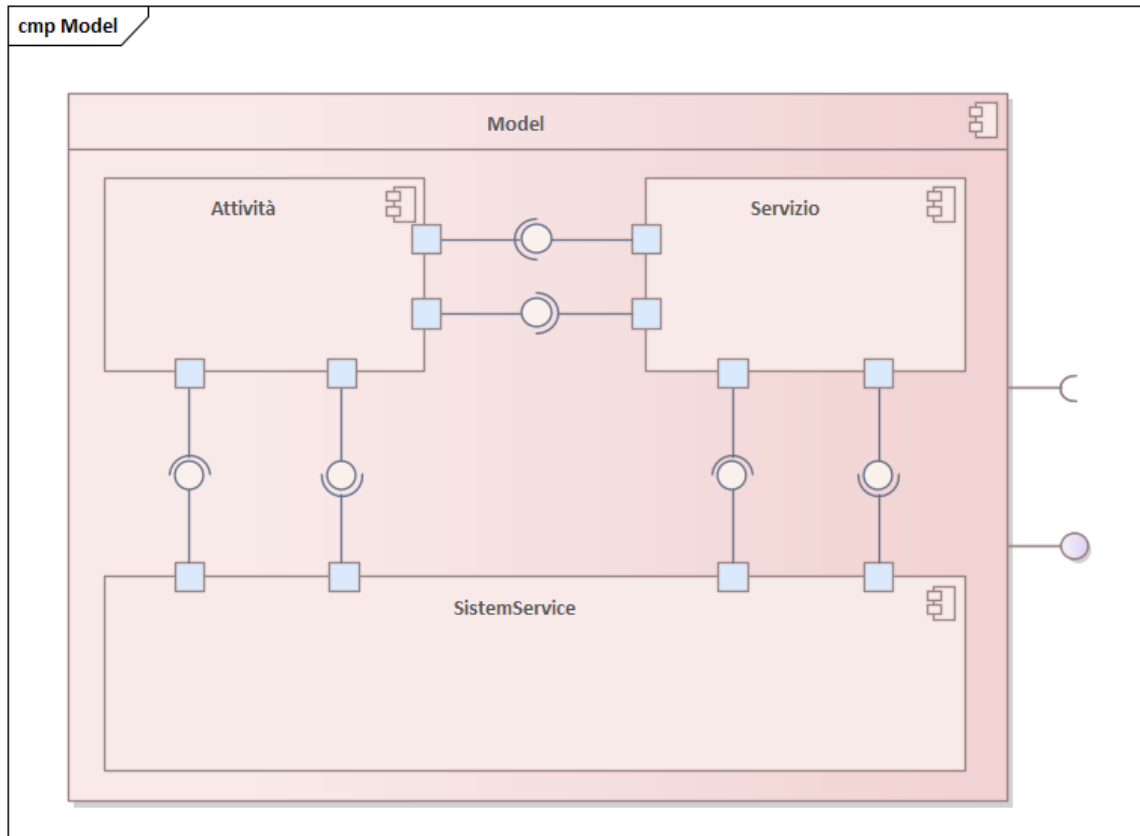 cmp Model
Model
Attività
Servizio
SistemService